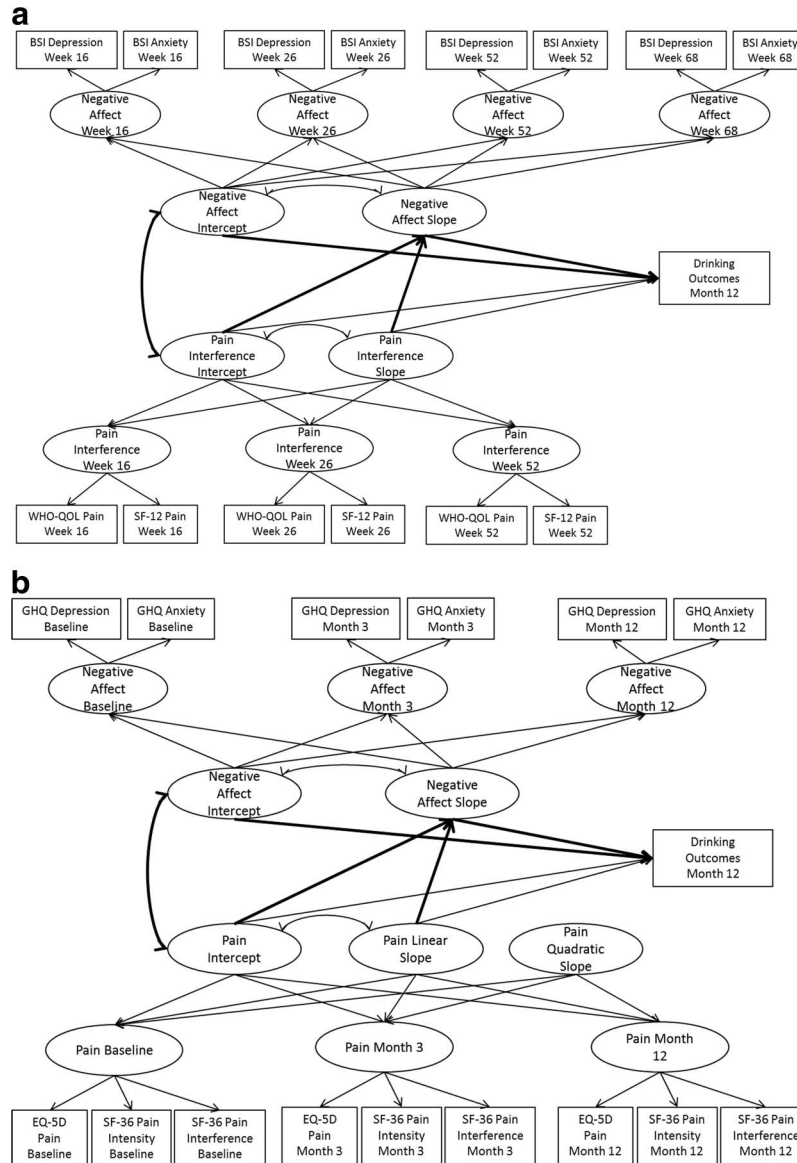 a
BSI Depression
Week 16
BSI Anxiety
Week 16
BSI Depression
Week 26
BSI Anxiety
Week 26
BSI Depression
Week 52
BSI Anxiety
Week 52
BSI Depression
Week 68
BSI Anxiety
Week 68
Negative
Affect
Week 16
Negative
Affect
Week 26
Negative
Affect
Week 52
Negative
Affect
Week 68
Negative
Affect
Intercept
Negative
Affect Slope
Drinking
Outcomes
Month 12
Pain
Interference
Intercept
Pain
Interference
Slope
Pain
Interference
Week 16
Pain
Interference
Week 26
Pain
Interference
Week 52
WHO-QOL Pain
Week 16
SF-12 Pain
Week 16
WHO-QOL Pain
Week 26
SF-12 Pain
Week 26
WHO-QOL Pain
Week 52
SF-12 Pain
Week 52
b
GHQ Depression
Baseline
GHQ Anxiety
Baseline
GHQ Depression
Month 3
GHQ Anxiety
Month 3
GHQ Depression
Month 12
GHQ Anxiety
Month 12
Negative
Affect
Baseline
Negative
Affect
Month 3
Negative
Affect
Month 12
Negative
Affect
Intercept
Negative
Affect Slope
Drinking
Outcomes
Month 12
Pain
Intercept
Pain Linear
Slope
Pain
Quadratic
Slope
Pain Baseline
Pain Month 3
Pain Month
12
EQ-5D
Pain
Baseline
SF-36 Pain
Intensity
Baseline
SF-36 Pain
Interference
Baseline
EQ-5D
Pain
Month 3
SF-36 Pain
Intensity
Month 3
SF-36 Pain
Interference
Month 3
EQ-5D
Pain
Month 12
SF-36 Pain
Intensity
Month 12
SF-36 Pain
Interference
Month 12